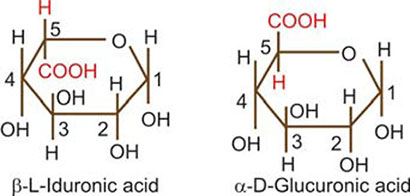 H
H 5 O H
COOH
4 H 1
OH
OH 3 2 OH
H OH
β-L-Iduronic acid
COOH
H 5 O H
H
4 H 1
OH
OH 3 2 OH
H OH
α-D-Glucuronic acid